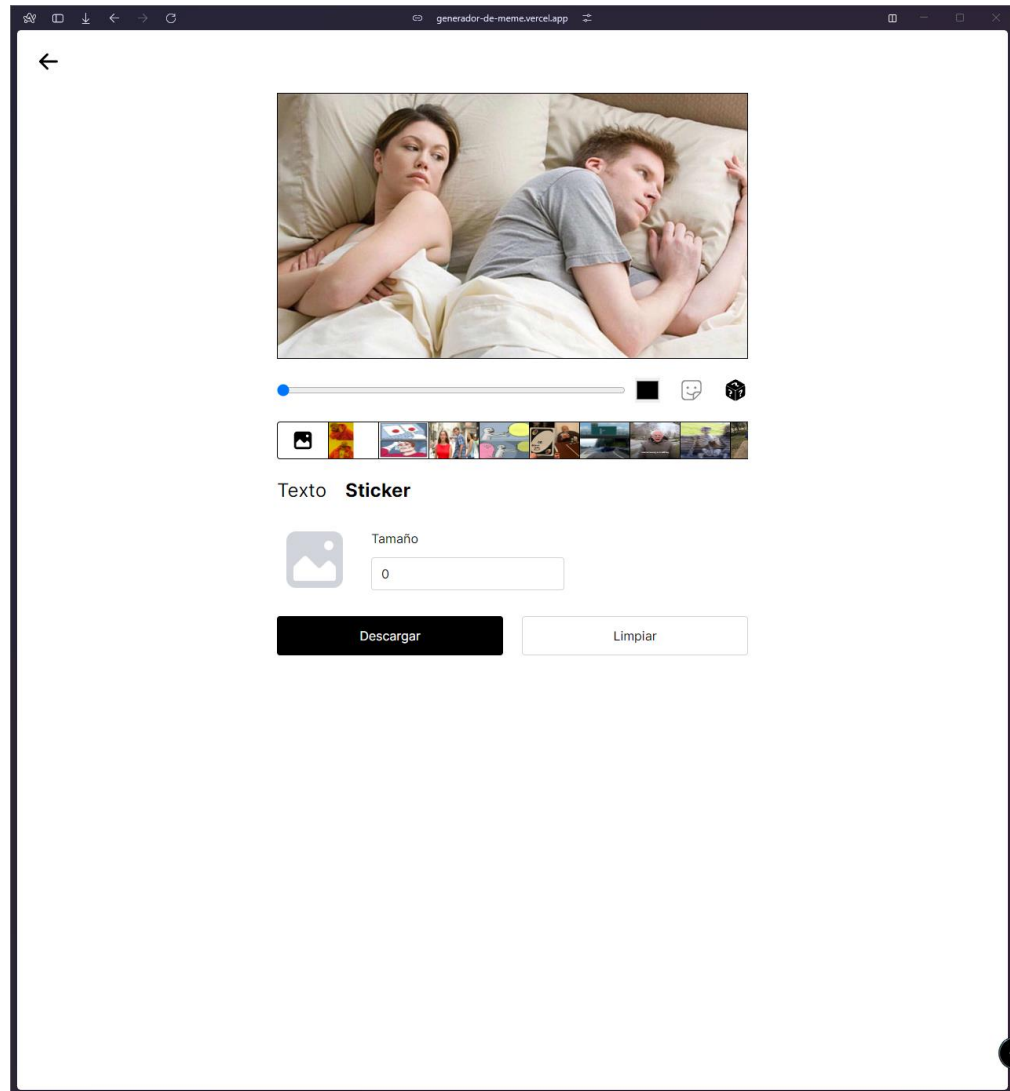 generador-de-meme.vercel.app
Texto Sticker
Tamaño
0
Descargar Limpiar